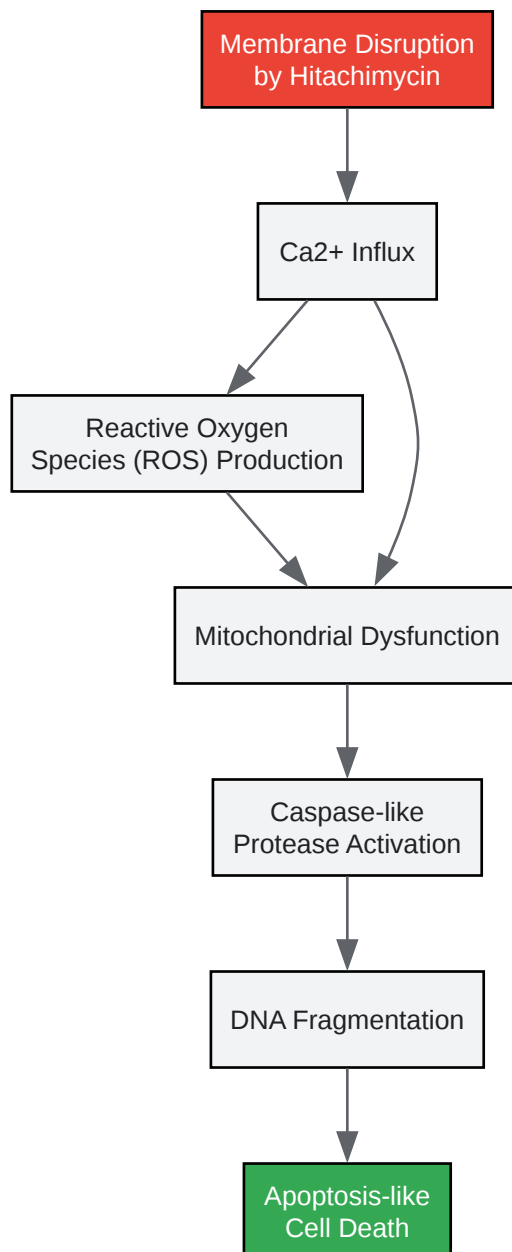 Membrane Disruption
by Hitachimycin
Ca2+ Influx
Reactive Oxygen
Species (ROS) Production
Mitochondrial Dysfunction
Caspase-like
Protease Activation
DNA Fragmentation
Apoptosis-like
Cell Death